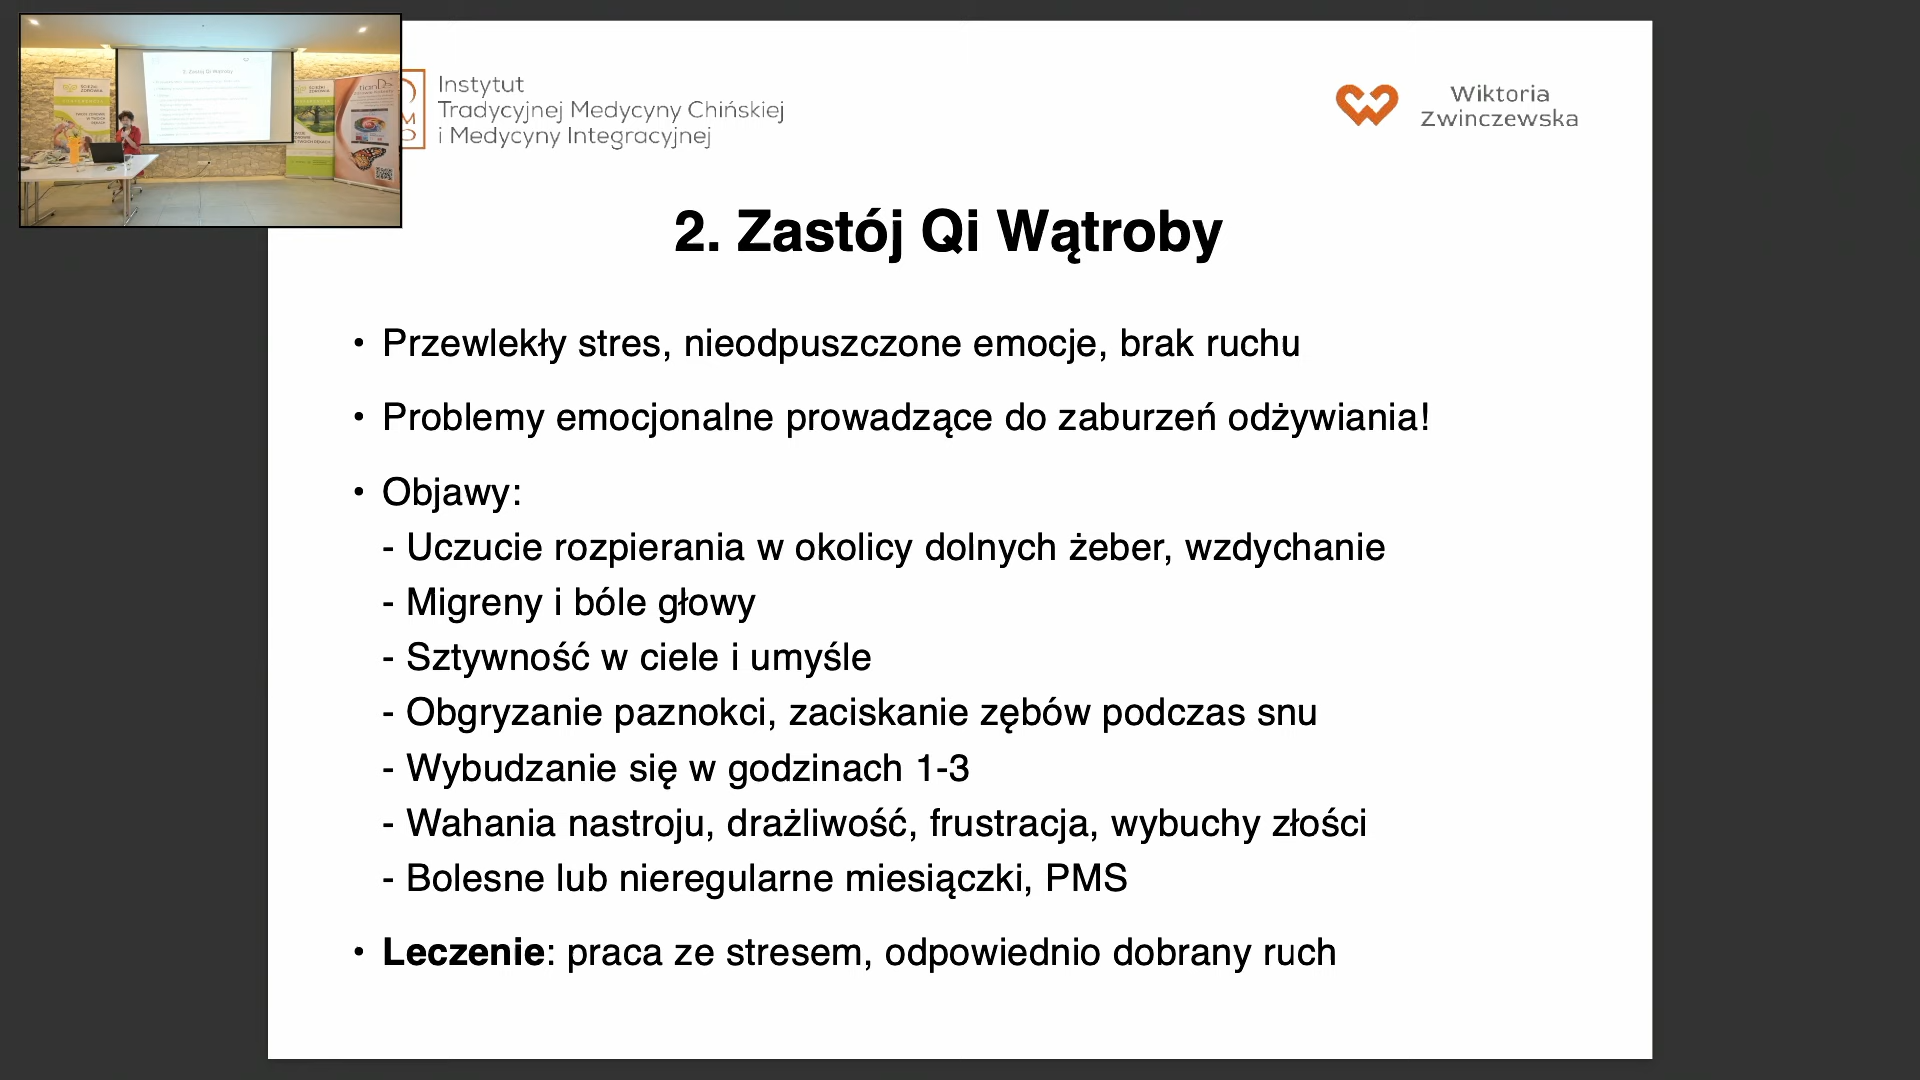 Instytut
Tradycyjnej Medycyny Chińskiej
i Medycyny Integracyjnej
Wiktoria
Zwinczewska
2. Zastój Qi Wątroby
• Przewlekły stres, nieodpuszczone emocje, brak ruchu
• Problemy emocjonalne prowadzące do zaburzeń odżywiania!
• Objawy:
- Uczucie rozpierania w okolicy dolnych żeber, wzdychanie
- Migreny i bóle głowy
- Sztywność w ciele i umyśle
- Obgryzanie paznokci, zaciskanie zębów podczas snu
- Wybudzanie się w godzinach 1-3
- Wahania nastroju, drażliwość, frustracja, wybuchy złości
- Bolesne lub nieregularne miesiączki, PMS
• Leczenie: praca ze stresem, odpowiednio dobrany ruch